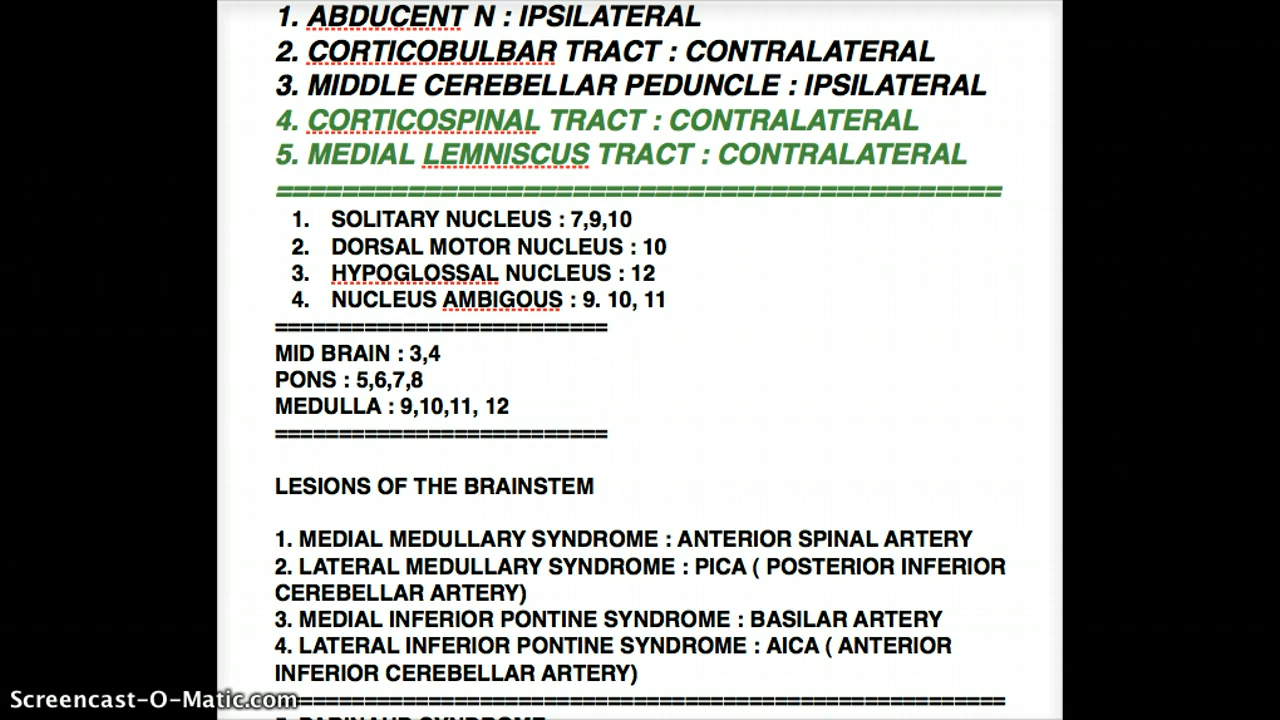 1. ABDUCENT N : IPSILATERAL
2. CORTICOBULBAR TRACT : CONTRALATERAL
3. MIDDLE CEREBELLAR PEDUNCLE : IPSILATERAL
4. CORTICOSPINAL TRACT : CONTRALATERAL
5. MEDIAL LEMNISCUS TRACT : CONTRALATERAL
============================================
1. SOLITARY NUCLEUS : 7,9,10
2. DORSAL MOTOR NUCLEUS : 10
3. HYPOGLOSSAL NUCLEUS : 12
4. NUCLEUS AMBIGOUS : 9. 10, 11
==========================
MID BRAIN : 3,4
PONS : 5,6,7,8
MEDULLA : 9,10,11, 12
==========================
LESIONS OF THE BRAINSTEM
1. MEDIAL MEDULLARY SYNDROME : ANTERIOR SPINAL ARTERY
2. LATERAL MEDULLARY SYNDROME : PICA ( POSTERIOR INFERIOR
CEREBELLAR ARTERY)
3. MEDIAL INFERIOR PONTINE SYNDROME : BASILAR ARTERY
4. LATERAL INFERIOR PONTINE SYNDROME : AICA ( ANTERIOR
INFERIOR CEREBELLAR ARTERY)
Screencast-O-Matic.com
=========================================================
5. PARINAUD SYNDROME